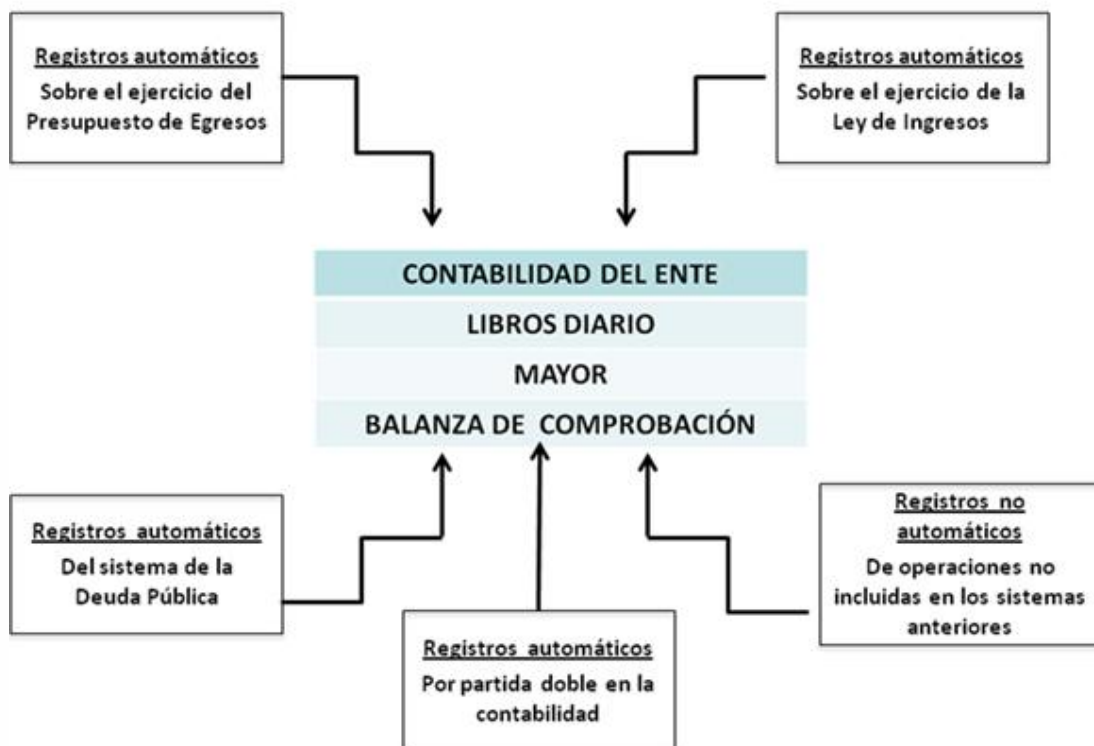 Registros automáticos
Sobre el ejercicio del
Presupuesto de Egresos
Registros automáticos
Sobre el ejercicio de la
Ley de Ingresos
CONTABILIDAD DEL ENTE
LIBROS DIARIO
MAYOR
BALANZA DE COMPROBACIÓN
Registros automáticos
Del sistema de la
Deuda Pública
Registros automáticos
Por partida doble en la
contabilidad
Registros no
automáticos
De operaciones no
incluidas en los sistemas
anteriores